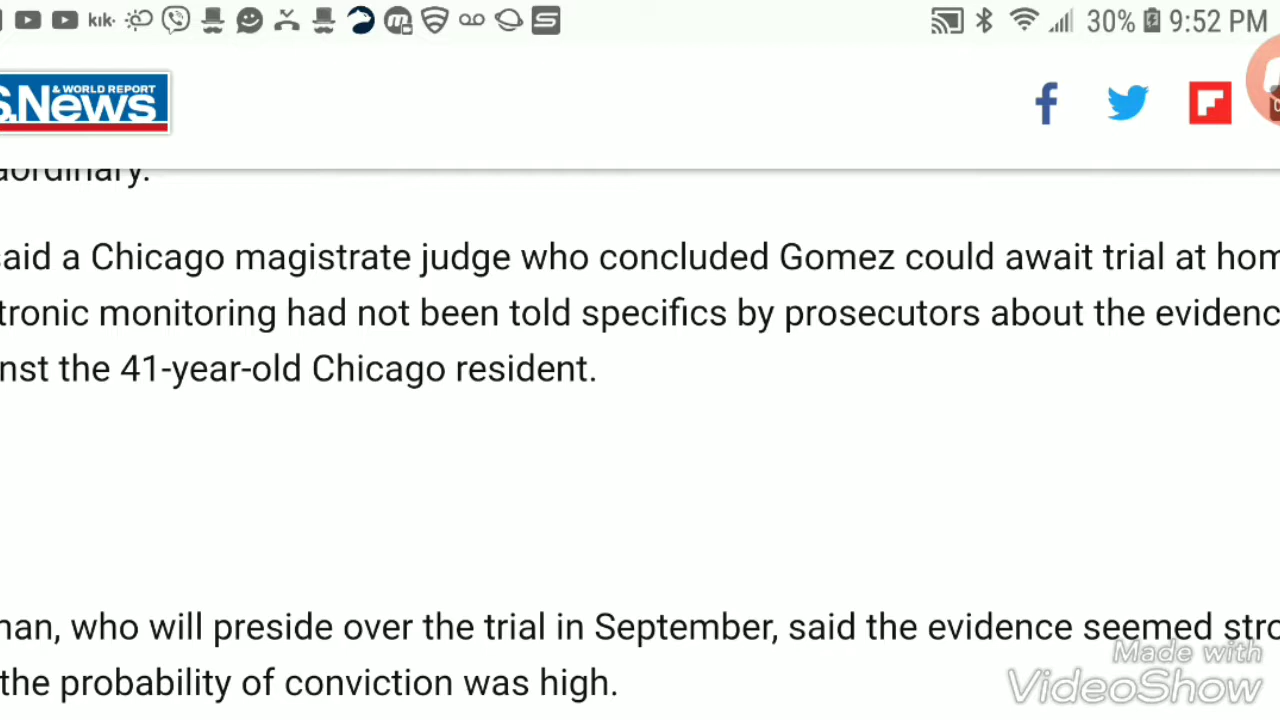 kik 30% 9:52 PM
& WORLD REPORT
S.News
aordinary.
said a Chicago magistrate judge who concluded Gomez could await trial at hom
tronic monitoring had not been told specifics by prosecutors about the evidenc
nst the 41-year-old Chicago resident.
nan, who will preside over the trial in September, said the evidence seemed stro
the probability of conviction was high.
Made with
VideoShow